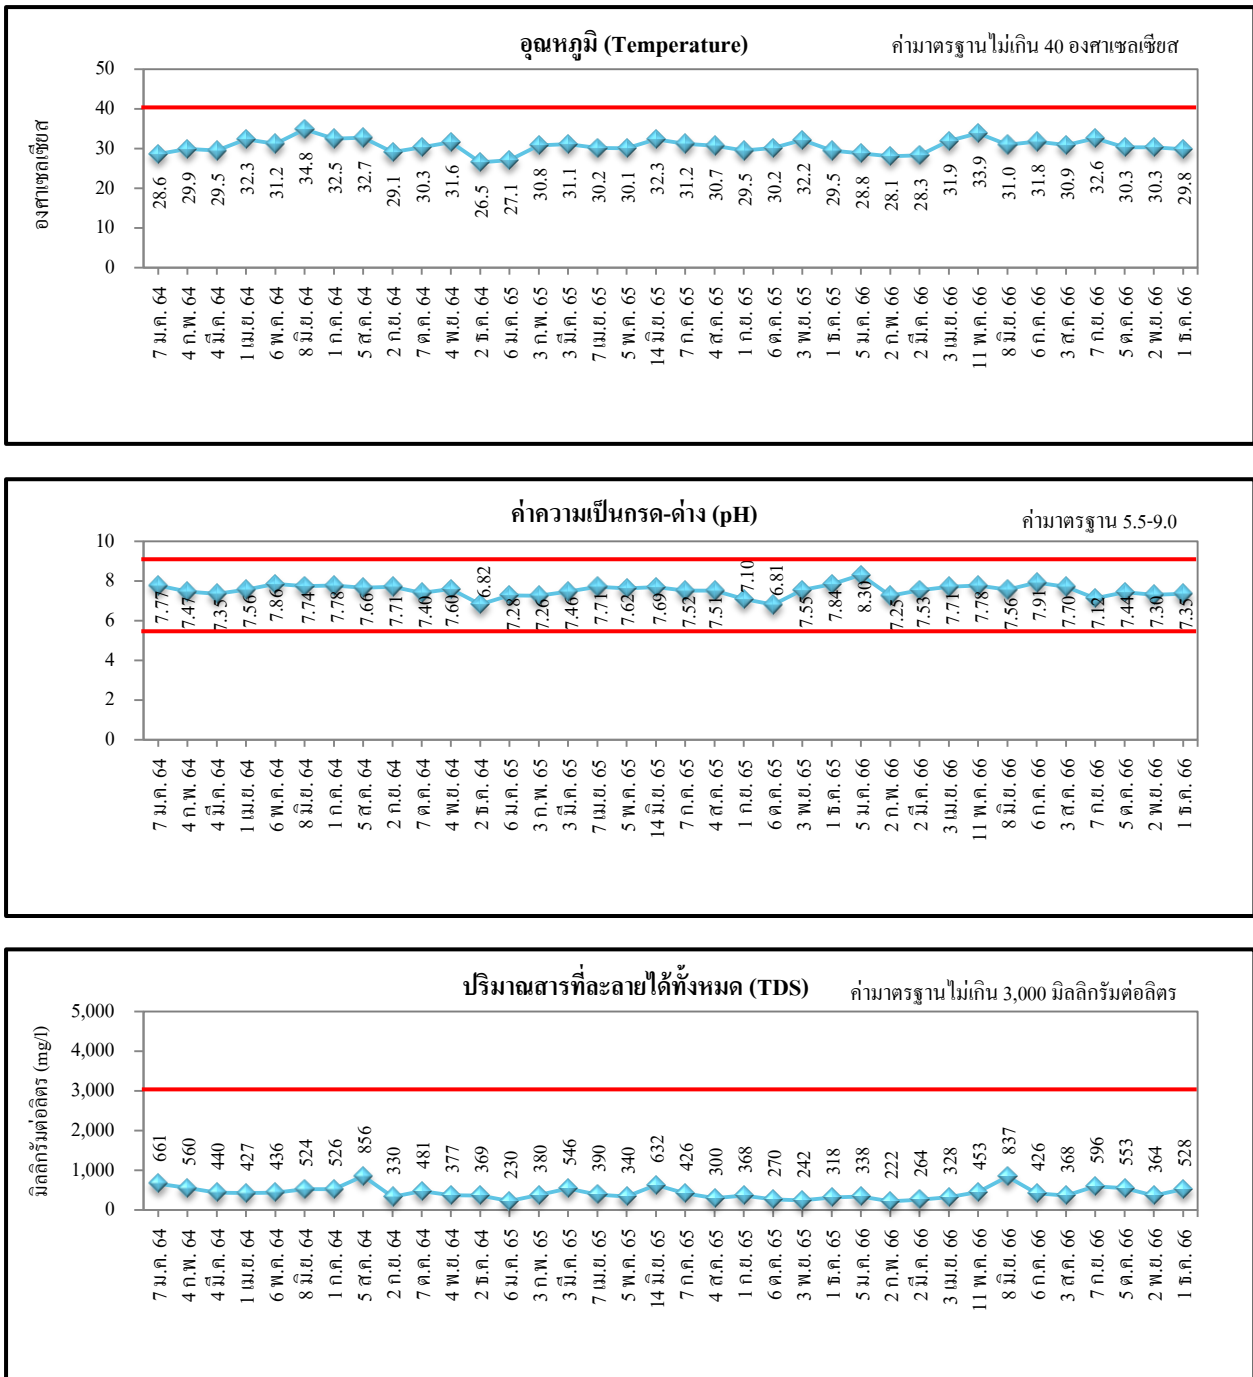 อุณหภูมิ (Temperature)
ค่ามาตรฐานไม่เกิน 40 องศาเซลเซียส
องศาเซลเซียส
50
40
30
20
10
0
28.6 29.9 29.5 32.3 31.2 34.8 32.5 32.7 29.1 30.3 31.6 26.5 27.1 30.8 31.1 30.2 30.1 32.3 31.2 30.7 29.5 30.2 32.2 29.5 28.8 28.1 28.3 31.9 33.9 31.0 31.8 30.9 32.6 30.3 30.3 29.8
7 ม.ค. 64 4 ก.พ. 64 4 มี.ค. 64 1 เม.ย. 64 6 พ.ค. 64 8 มิ.ย. 64 1 ก.ค. 64 5 ส.ค. 64 2 ก.ย. 64 7 ต.ค. 64 4 พ.ย. 64 2 ธ.ค. 64 6 ม.ค. 65 3 ก.พ. 65 3 มี.ค. 65 7 เม.ย. 65 5 พ.ค. 65 14 มิ.ย. 65 7 ก.ค. 65 4 ส.ค. 65 1 ก.ย. 65 6 ต.ค. 65 3 พ.ย. 65 1 ธ.ค. 65 5 ม.ค. 66 2 ก.พ. 66 2 มี.ค. 66 3 เม.ย. 66 11 พ.ค. 66 8 มิ.ย. 66 6 ก.ค. 66 3 ส.ค. 66 7 ก.ย. 66 5 ต.ค. 66 2 พ.ย. 66 1 ธ.ค. 66
ค่าความเป็นกรด-ด่าง (pH)
ค่ามาตรฐาน 5.5-9.0
10
8
6
4
2
0
7.77 7.47 7.35 7.56 7.86 7.74 7.78 7.66 7.71 7.40 7.60 6.82 7.28 7.26 7.46 7.71 7.62 7.69 7.52 7.51 7.10 6.81 7.55 7.84 8.30 7.25 7.53 7.71 7.78 7.56 7.91 7.70 7.12 7.44 7.30 7.35
7 ม.ค. 64 4 ก.พ. 64 4 มี.ค. 64 1 เม.ย. 64 6 พ.ค. 64 8 มิ.ย. 64 1 ก.ค. 64 5 ส.ค. 64 2 ก.ย. 64 7 ต.ค. 64 4 พ.ย. 64 2 ธ.ค. 64 6 ม.ค. 65 3 ก.พ. 65 3 มี.ค. 65 7 เม.ย. 65 5 พ.ค. 65 14 มิ.ย. 65 7 ก.ค. 65 4 ส.ค. 65 1 ก.ย. 65 6 ต.ค. 65 3 พ.ย. 65 1 ธ.ค. 65 5 ม.ค. 66 2 ก.พ. 66 2 มี.ค. 66 3 เม.ย. 66 11 พ.ค. 66 8 มิ.ย. 66 6 ก.ค. 66 3 ส.ค. 66 7 ก.ย. 66 5 ต.ค. 66 2 พ.ย. 66 1 ธ.ค. 66
ปริมาณสารที่ละลายได้ทั้งหมด (TDS)
ค่ามาตรฐานไม่เกิน 3,000 มิลลิกรัมต่อลิตร
มิลลิกรัมต่อลิตร (mg/l)
5,000
4,000
3,000
2,000
1,000
0
661 560 440 427 436 524 526 856 330 481 377 369 230 380 546 390 340 632 426 300 368 270 242 318 338 222 264 328 453 837 426 368 596 553 364 528
7 ม.ค. 64 4 ก.พ. 64 4 มี.ค. 64 1 เม.ย. 64 6 พ.ค. 64 8 มิ.ย. 64 1 ก.ค. 64 5 ส.ค. 64 2 ก.ย. 64 7 ต.ค. 64 4 พ.ย. 64 2 ธ.ค. 64 6 ม.ค. 65 3 ก.พ. 65 3 มี.ค. 65 7 เม.ย. 65 5 พ.ค. 65 14 มิ.ย. 65 7 ก.ค. 65 4 ส.ค. 65 1 ก.ย. 65 6 ต.ค. 65 3 พ.ย. 65 1 ธ.ค. 65 5 ม.ค. 66 2 ก.พ. 66 2 มี.ค. 66 3 เม.ย. 66 11 พ.ค. 66 8 มิ.ย. 66 6 ก.ค. 66 3 ส.ค. 66 7 ก.ย. 66 5 ต.ค. 66 2 พ.ย. 66 1 ธ.ค. 66